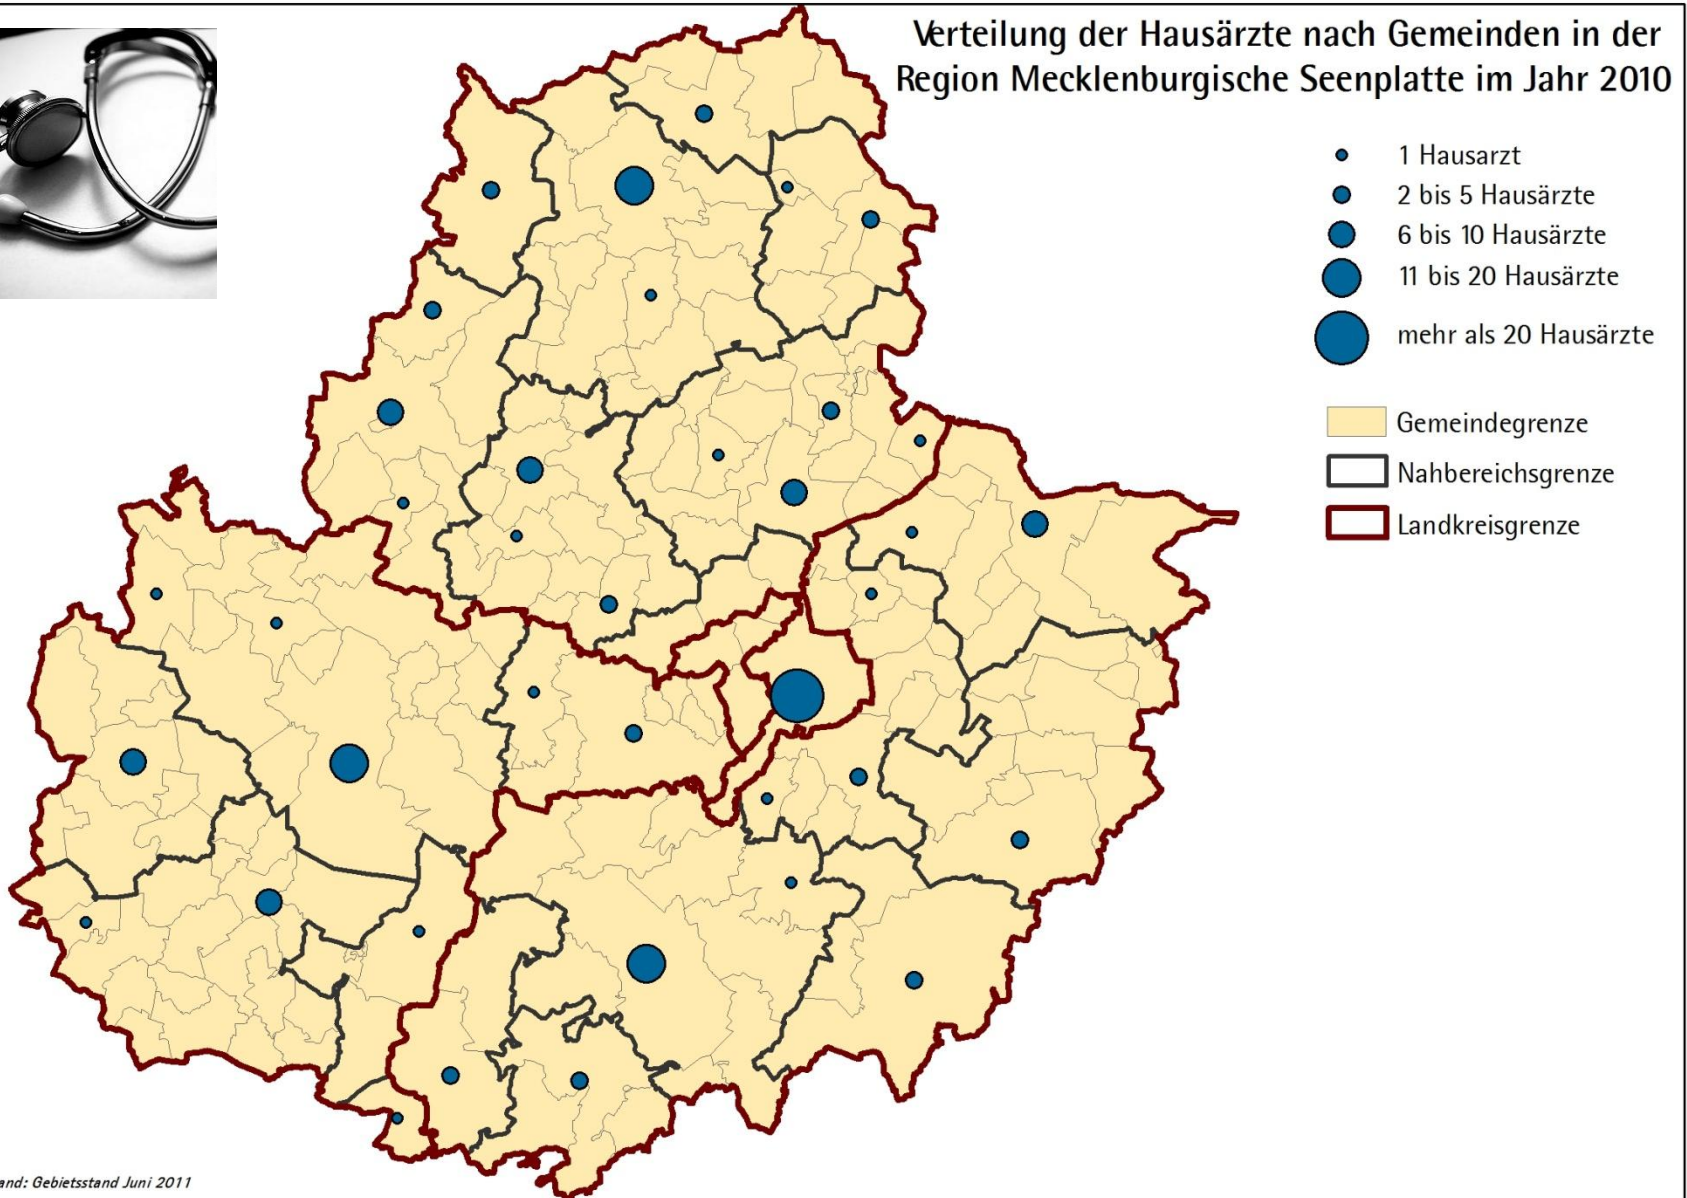 Verteilung der Hausärzte nach Gemeinden in der
Region Mecklenburgische Seenplatte im Jahr 2010
1 Hausarzt
2 bis 5 Hausärzte
6 bis 10 Hausärzte
11 bis 20 Hausärzte
mehr als 20 Hausärzte
Gemeindegrenze
Nahbereichsgrenze
Landkreisgrenze
and: Gebietsstand Juni 2011